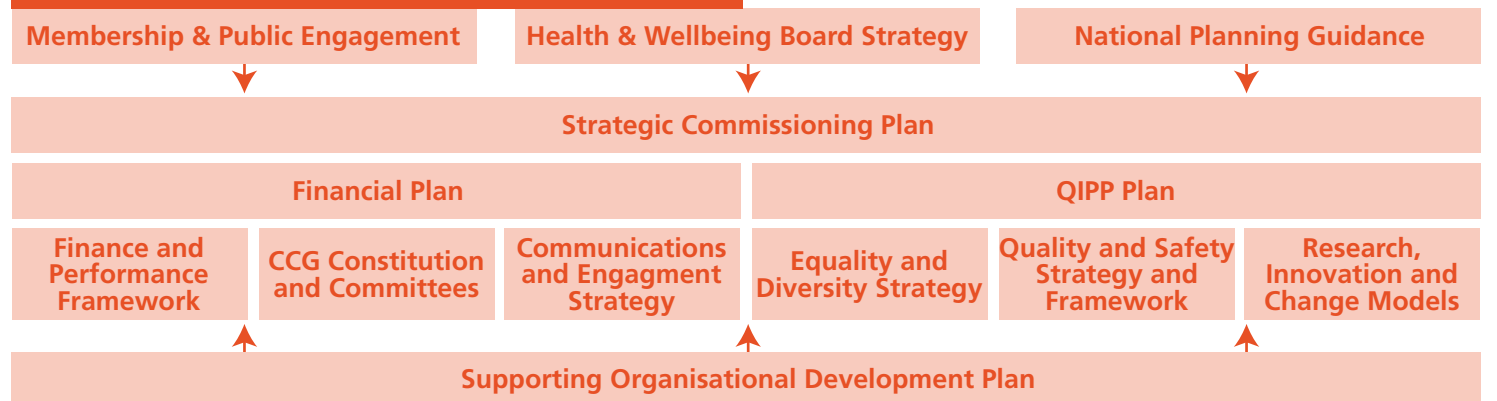 Membership & Public Engagement
Health & Wellbeing Board Strategy
National Planning Guidance
Strategic Commissioning Plan
Financial Plan
QIPP Plan
Finance and
Performance
Framework
CCG Constitution
and Committees
Communications
and Engagment
Strategy
Equality and
Diversity Strategy
Quality and Safety
Strategy and
Framework
Research,
Innovation and
Change Models
Supporting Organisational Development Plan